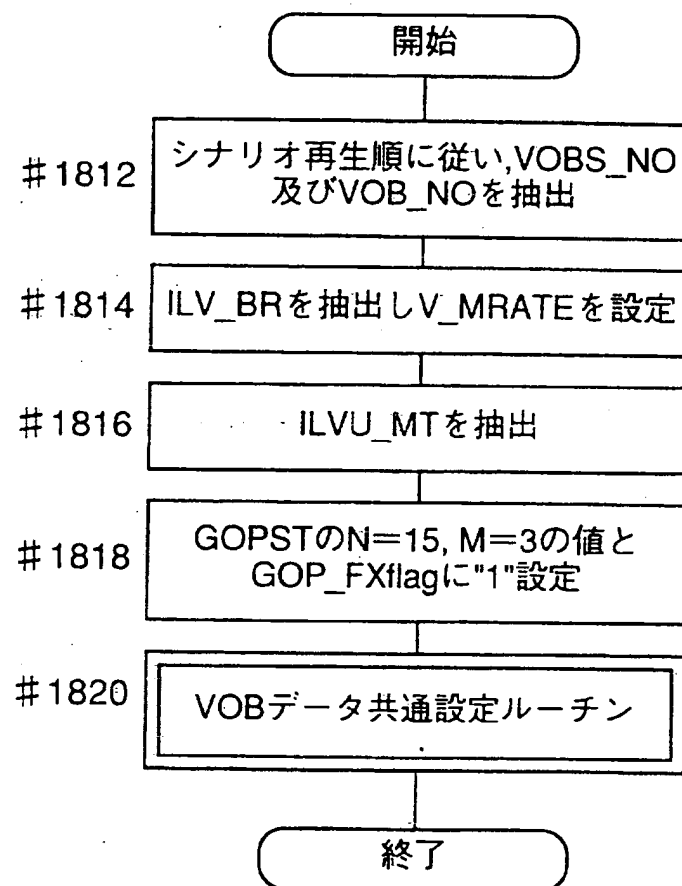 開始
#1812
シナリオ再生順に従い,VOBS_NO
及びVOB_NOを抽出
#1814
ILV_BRを抽出しV_MRATEを設定
#1816
ILVU_MTを抽出
#1818
GOPSTのN=15, M=3の値と
GOP_FXflagに"1"設定
#1820
VOBデータ共通設定ルーチン
終了